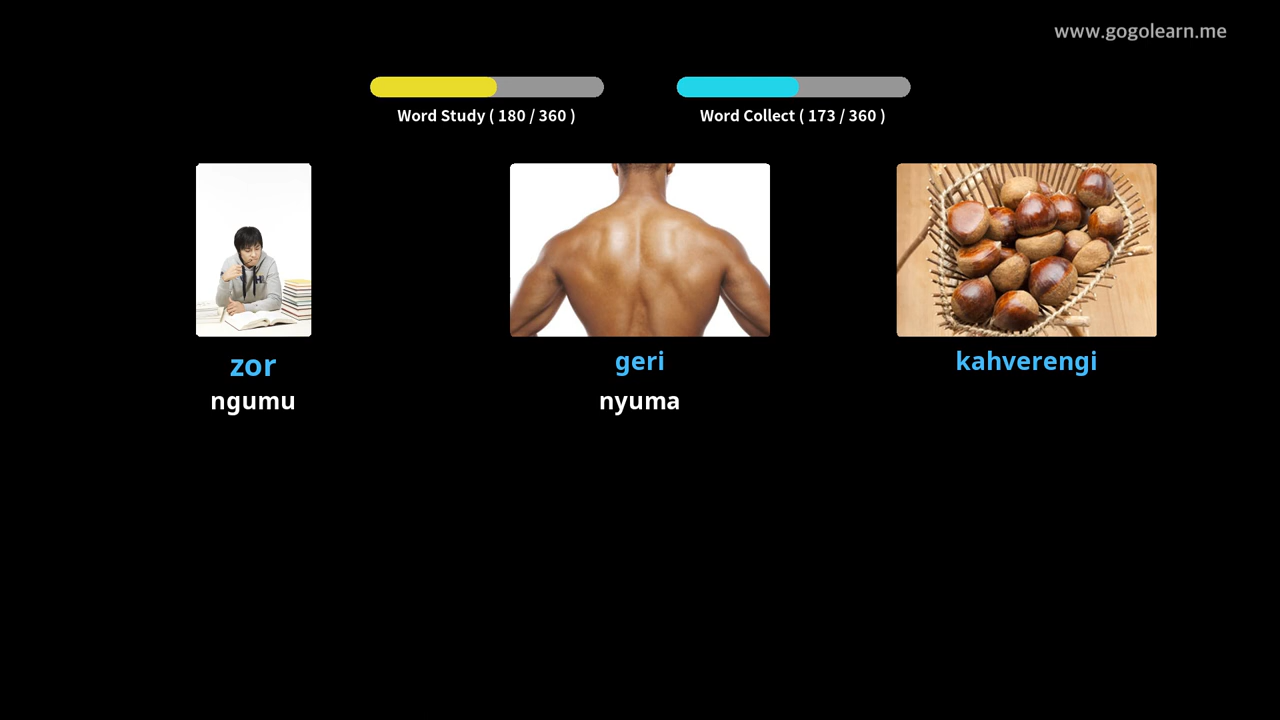 www.gogolearn.me
Word Study ( 180 / 360 )
Word Collect ( 173 / 360 )
zor
ngumu
geri
nyuma
kahverengi